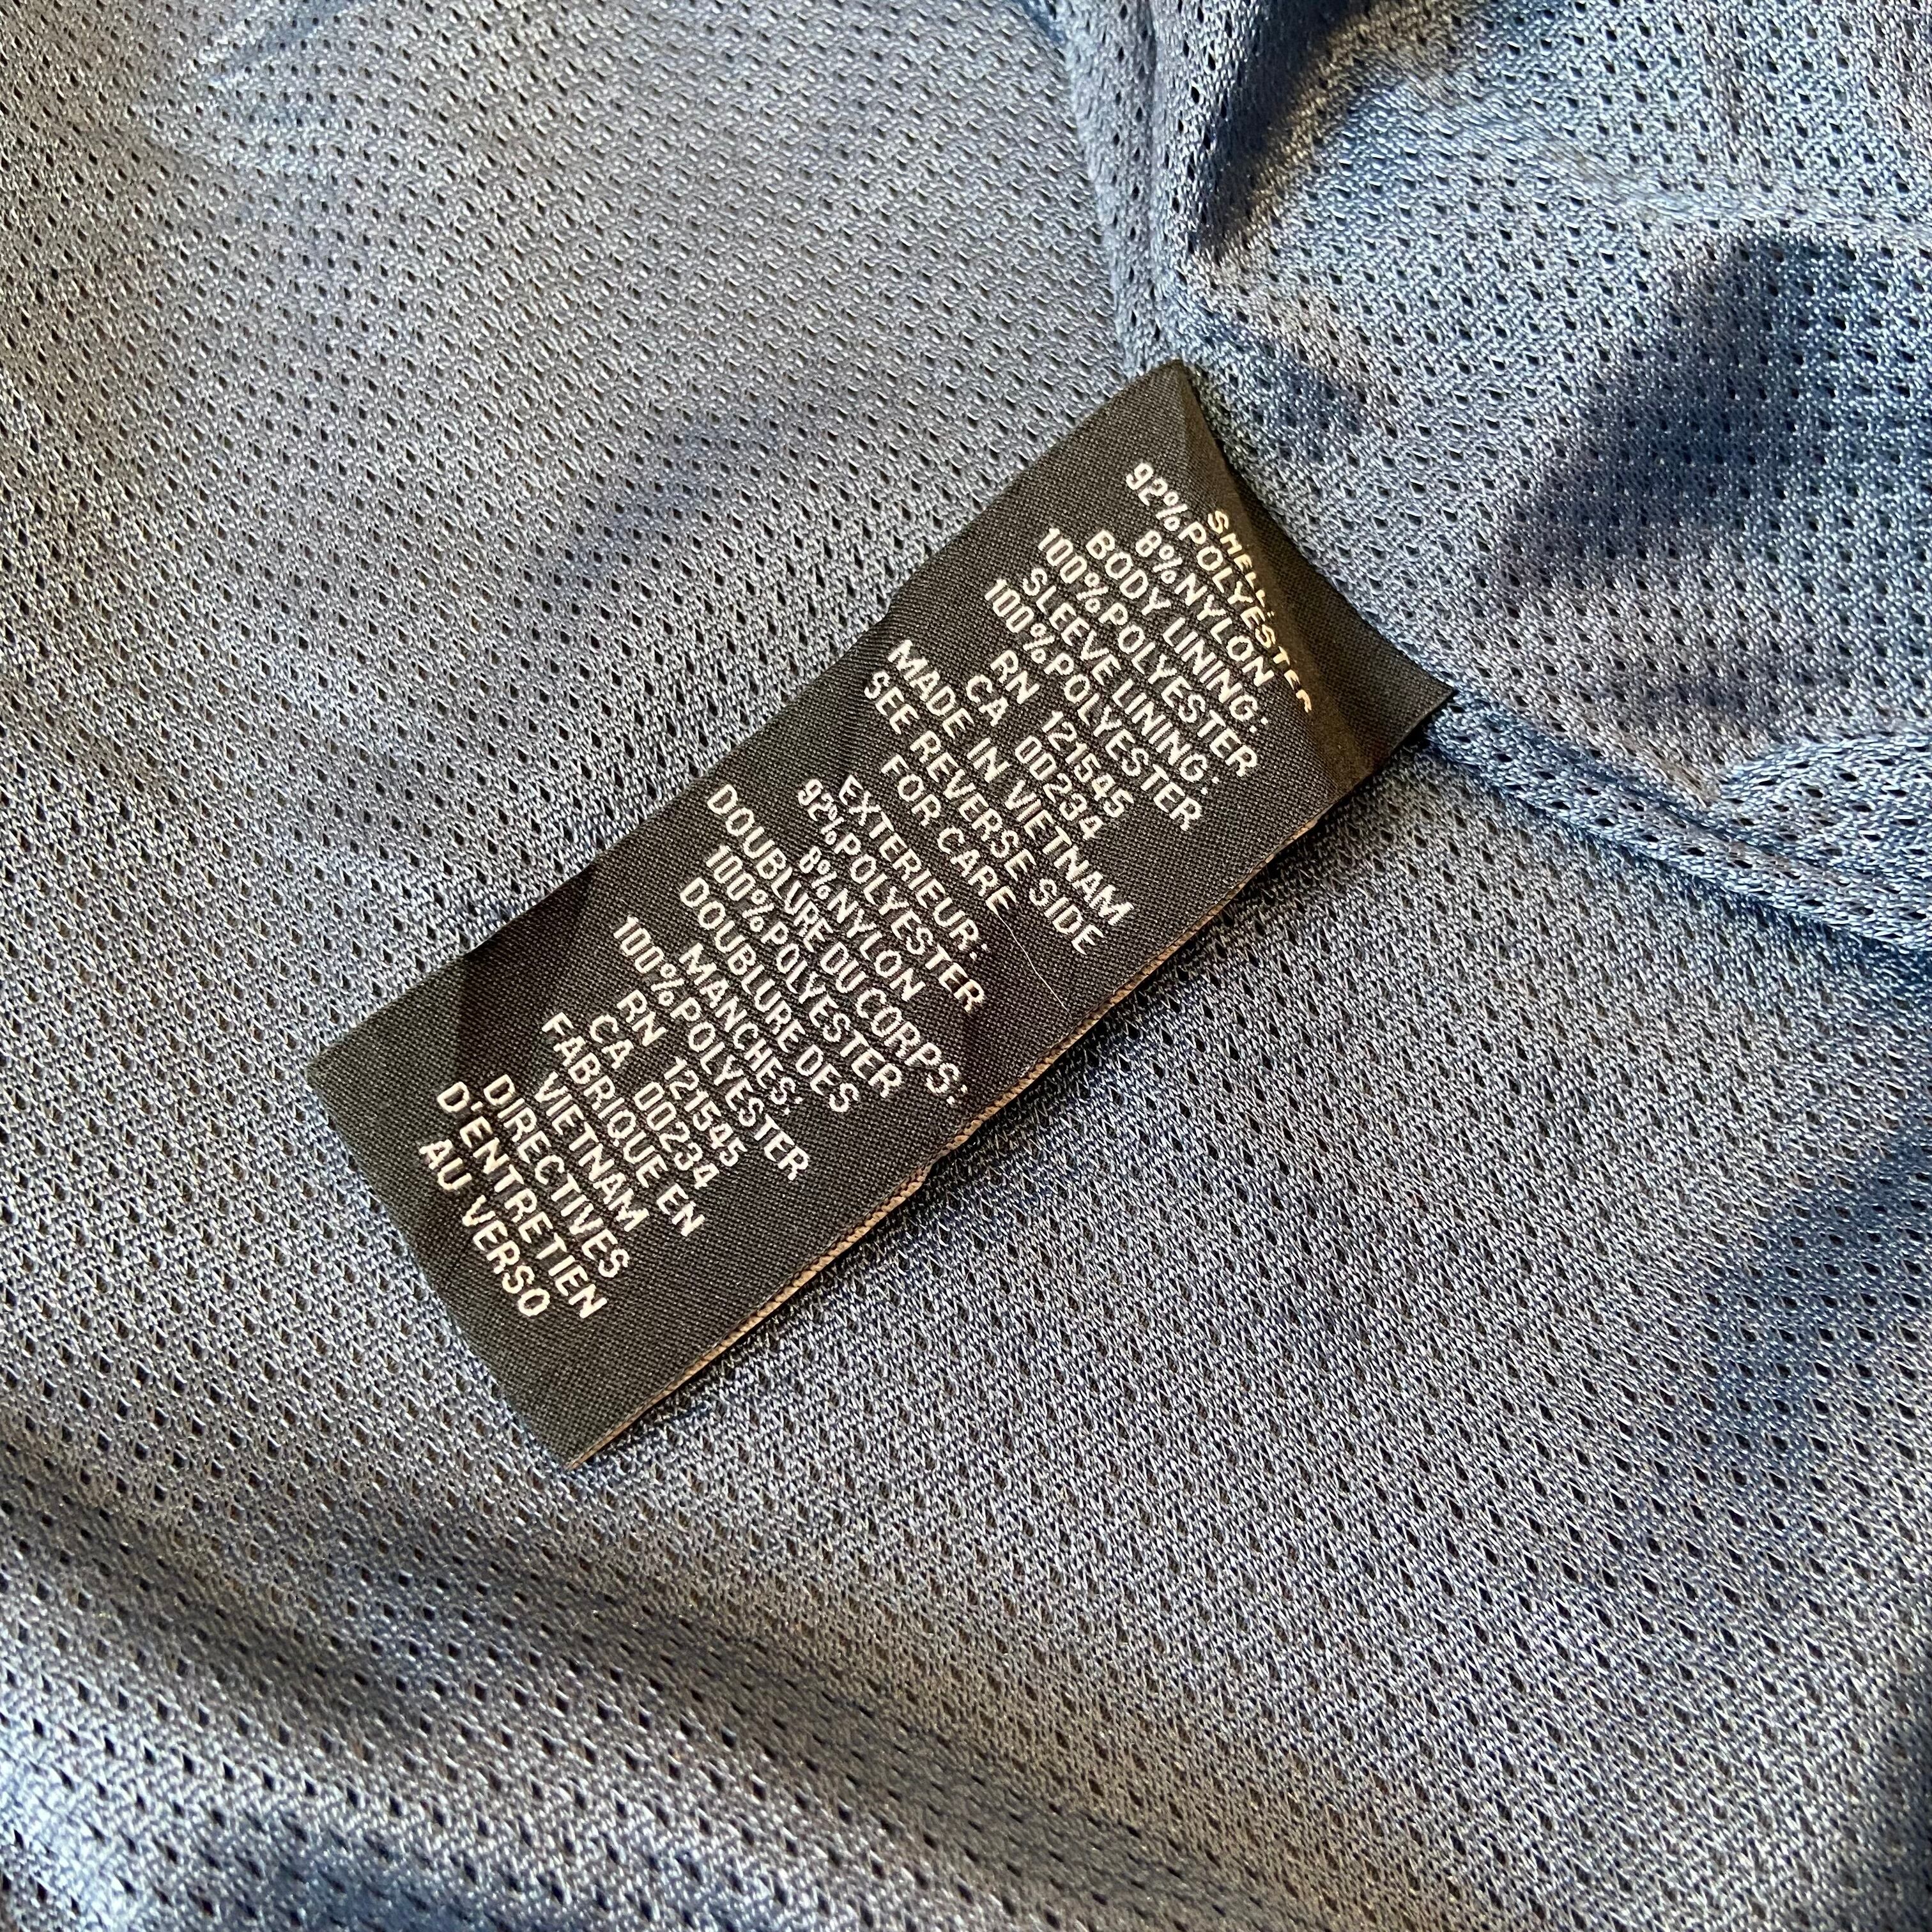 SHELL:
92%POLYESTER
8%NYLON
BODY LINING:
100%POLYESTER
SLEEVE LINING:
100%POLYESTER
RN 121545
CA 00234
MADE IN VIETNAM
SEE REVERSE SIDE
FOR CARE
EXTERIEUR:
92%POLYESTER
8%NYLON
DOUBLURE DU CORPS:
100%POLYESTER
DOUBLURE DES
MANCHES:
100%POLYESTER
RN 121545
CA 00234
FABRIQUE EN
VIETNAM
DIRECTIVES
D'ENTRETIEN
AU VERSO